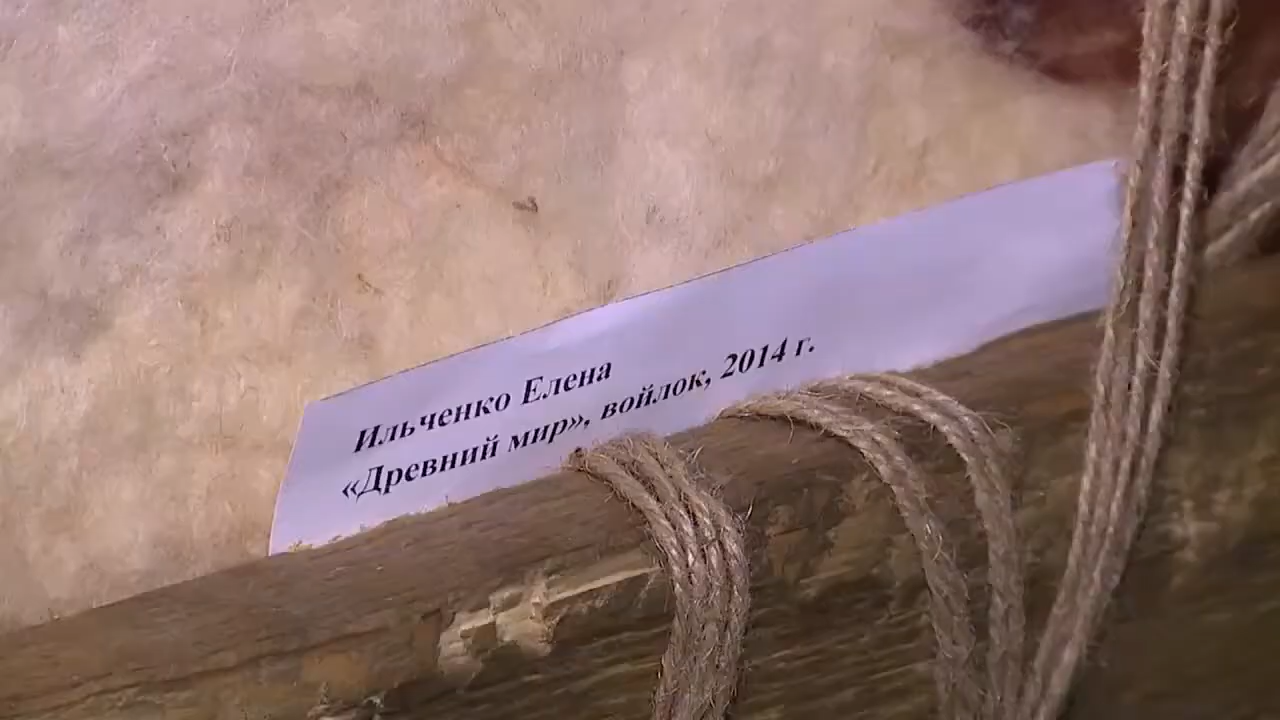 Ильченко Елена
«Древний мир», войлок, 2014 г.